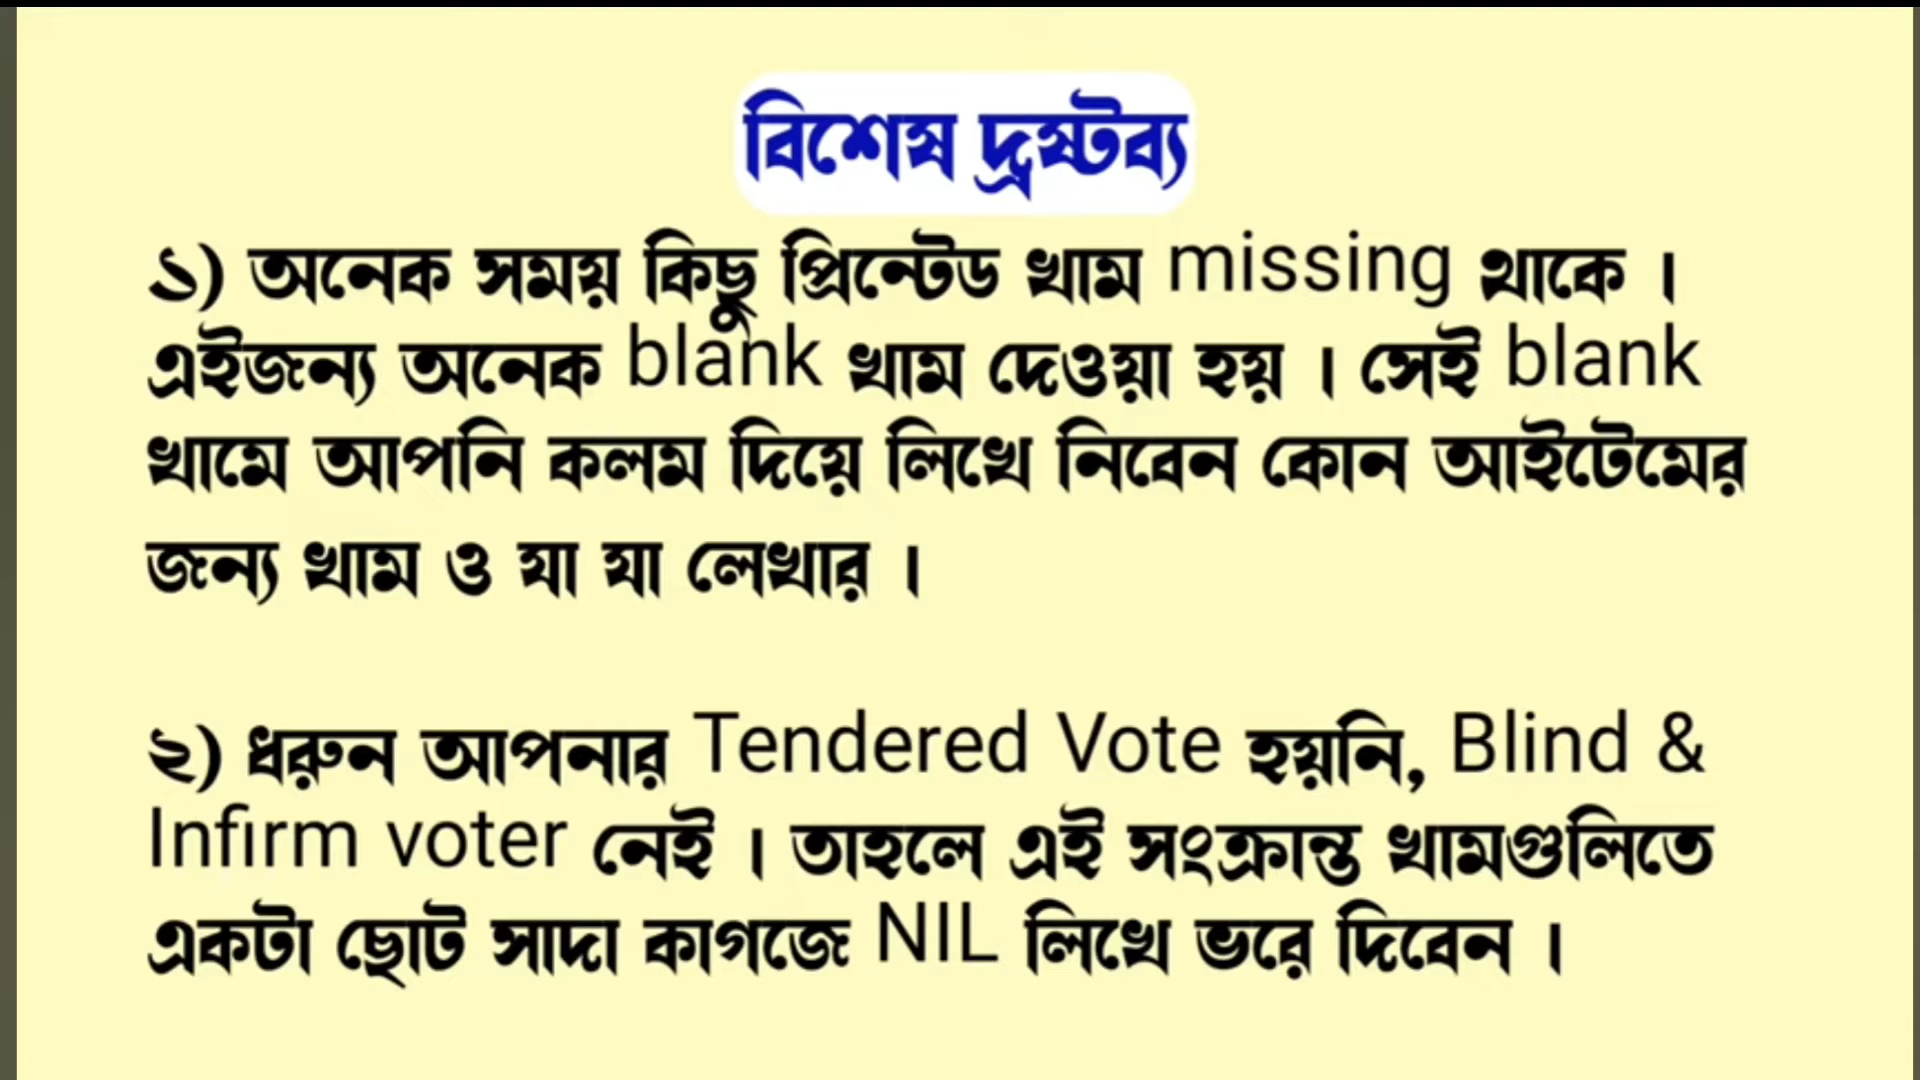 বিশেষ দ্রষ্টব্য
১) অনেক সময় কিছু প্রিন্টেড খাম missing থাকে ।
এইজন্য অনেক blank খাম দেওয়া হয় । সেই blank
খামে আপনি কলম দিয়ে লিখে নিবেন কোন আইটেমের
জন্য খাম ও যা যা লেখার ।
২) ধরুন আপনার Tendered Vote হয়নি, Blind &
Infirm voter নেই । তাহলে এই সংক্রান্ত খামগুলিতে
একটা ছোট সাদা কাগজে NIL লিখে ভরে দিবেন ।